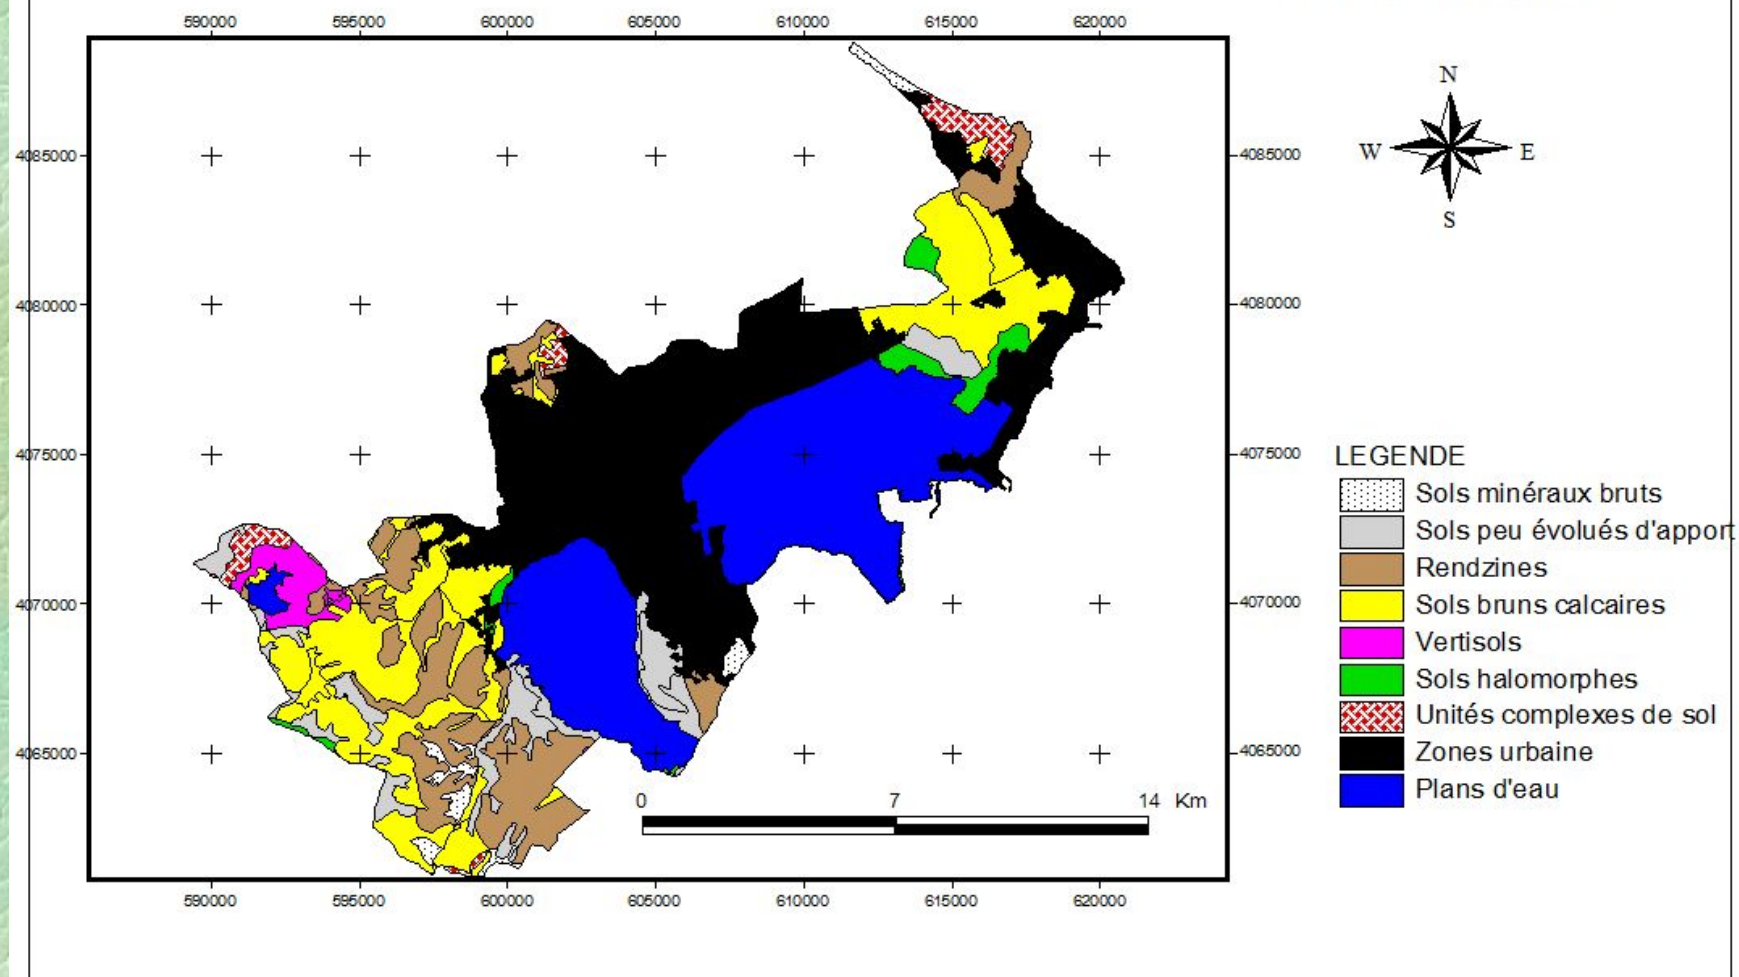 590000 595000 600000 605000 610000 615000 620000
N
W E
S
4085000 4085000
4080000 4080000
4075000 4075000
4070000 4070000
4065000 4065000
LEGENDE
Sols minéraux bruts
Sols peu évolués d'apport
Rendzines
Sols bruns calcaires
Vertisols
Sols halomorphes
Unités complexes de sol
Zones urbaine
Plans d'eau
0 7 14 Km
590000 595000 600000 605000 610000 615000 620000